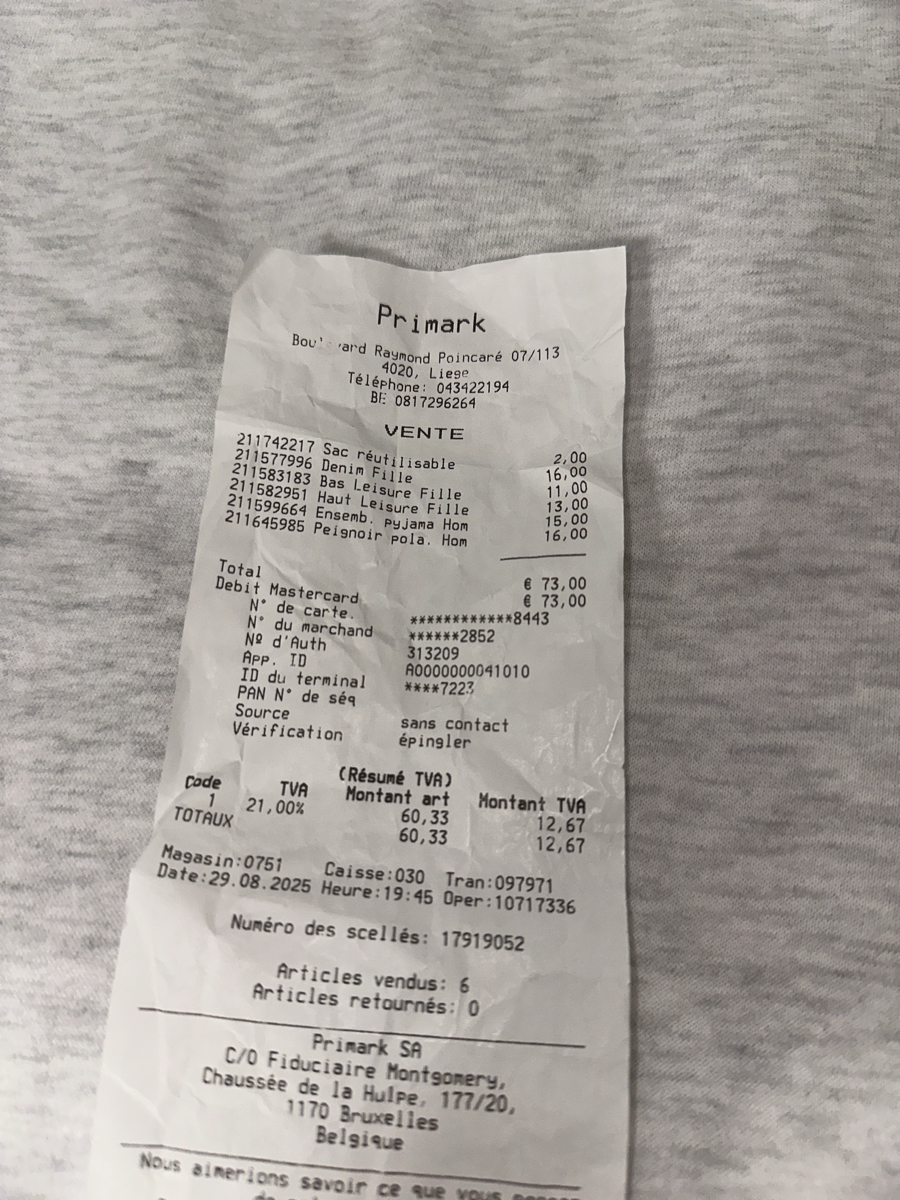 Primark
Raymond Poincaré 07/113
4020, Liege
Téléphone: 043422194
BE 0817296264
VENTE
211742217 Sac réutilisable 2,00
211577996 Denim Fille 16,00
211583183 Bas Leisure Fille 11,00
211582951 Haut Leisure Fille 13,00
211599664 Ensemb. pyjama Hom 15,00
211645985 Peignoir pola. Hom 16,00
Total € 73,00
Debit Mastercard € 73,00
N° de carte. ************8443
N° du marchand ******2852
Nº d'Auth 313209
App. ID A0000000041010
ID du terminal ****7223
PAN N° de séq
Source sans contact
Vérification épingler
(Résumé TVA)
Code TVA Montant art Montant TVA
1 21,00% 60,33 12,67
TOTAUX 60,33 12,67
Magasin:0751 Caisse:030 Tran:097971
Date:29.08.2025 Heure:19:45 Oper:10717336
Numéro des scellés: 17919052
Articles vendus: 6
Articles retournés: 0
Primark SA
C/O Fiduciaire Montgomery,
Chaussée de la Hulpe, 177/20,
1170 Bruxelles
Belgique
Nous aimerions savoir ce que vous